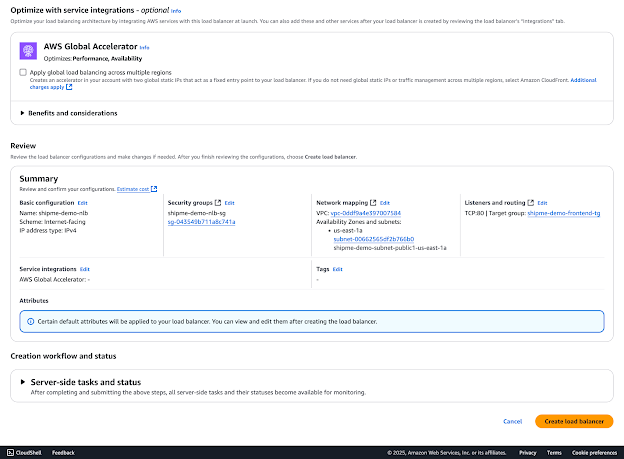 Optimize with service integrations - optional Info
Optimize your load balancing architecture by integrating AWS services with this load balancer at launch. You can also add these and other services after your load balancer is created by reviewing the load balancer's "Integrations" tab.
AWS Global Accelerator Info
Optimizes: Performance, Availability
Apply global load balancing across multiple regions
Creates an accelerator in your account with two global static IPs that act as a fixed entry point to your load balancer. If you do not need global static IPs or traffic management across multiple regions, select Amazon CloudFront. Additional
charges apply
Benefits and considerations
Review
Review the load balancer configurations and make changes if needed. After you finish reviewing the configurations, choose Create load balancer.
Summary
Review and confirm your configurations. Estimate cost
Basic configuration Edit
Name: shipme-demo-nlb
Scheme: Internet-facing
IP address type: IPv4
Security groups Edit
shipme-demo-nlb-sg
sg-043549b711a8c741a
Network mapping Edit
VPC: vpc-0ddf9a4e397807584
Availability Zones and subnets:
• us-east-1a
subnet-00662565df2b766b0
shipme-demo-subnet-public1-us-east-1a
Listeners and routing Edit
TCP:80 | Target group: shipme-demo-frontend-tg
Service integrations Edit
AWS Global Accelerator: -
Tags Edit
-
Attributes
Certain default attributes will be applied to your load balancer. You can view and edit them after creating the load balancer.
Creation workflow and status
Server-side tasks and status
After completing and submitting the above steps, all server-side tasks and their statuses become available for monitoring.
Cancel
Create load balancer
CloudShell Feedback © 2025, Amazon Web Services, Inc. or its affiliates. Privacy Terms Cookie preferences